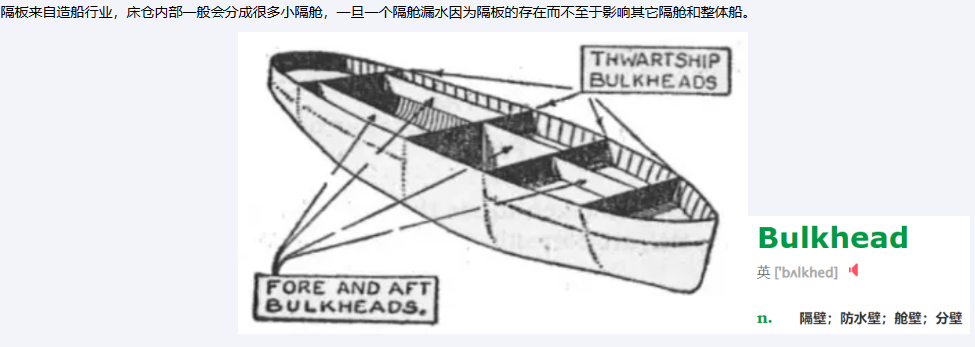 隔板来自造船行业，床仓内部一般会分成很多小隔舱，一旦一个隔舱漏水因为隔板的存在而不至于影响其它隔舱和整体船。
THWARTSHIP
BULKHEADS
FORE AND AFT
BULKHEADS.
Bulkhead
英 ['bʌlkhed]
n. 隔壁；防水壁；舱壁；分壁